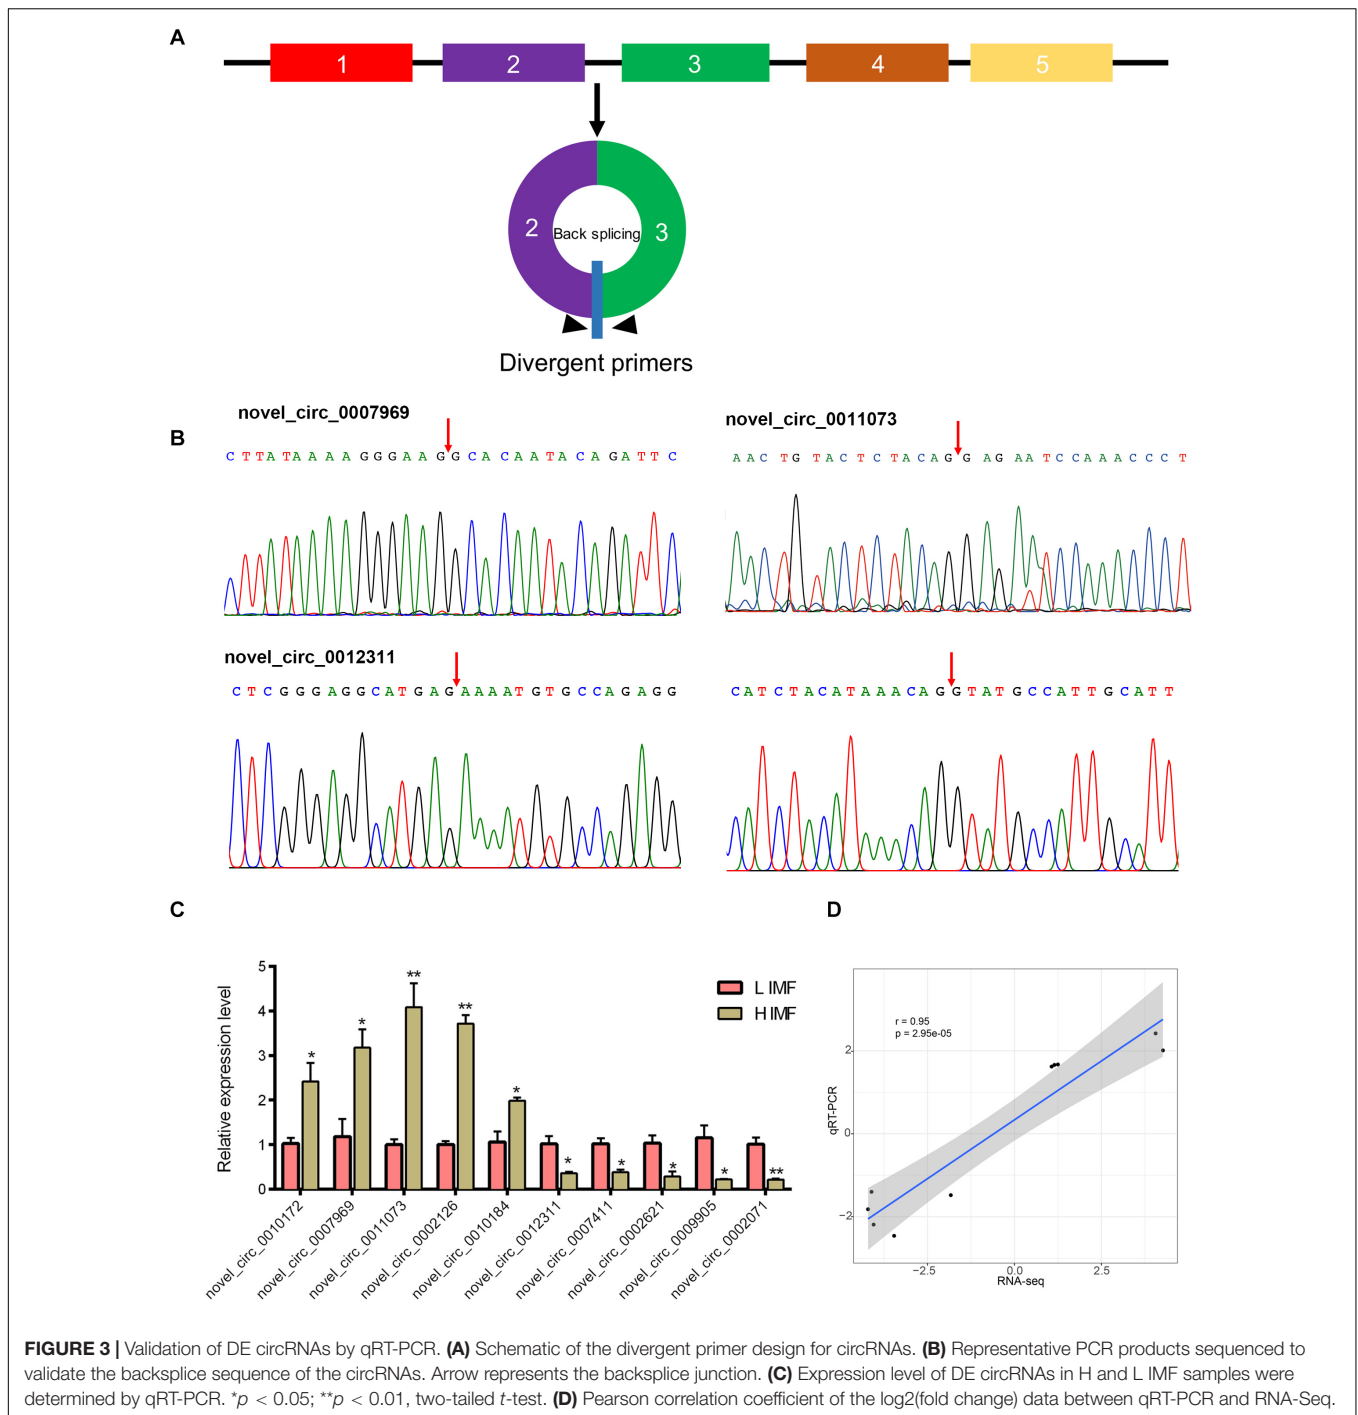 A
1 2 3 4 5
2 Back splicing 3
Divergent primers
B
novel_circ_0007969
C T T A T A A A A G G G A A G G C A C A A T A C A G A T T C
novel_circ_0011073
A A C T G T A C T C T A C A G G A G A A T C C A A A C C C T
novel_circ_0012311
C T C G G G A G G C A T G A G A A A A T G T G C C A G A G G
C A T C T A C A T A A A C A G G T A T G C C A T T G C A T T
C
Relative expression level
5
4
3
2
1
0
* * ** ** * * * * * **
L IMF
H IMF
novel_circ_0010172
novel_circ_0007969
novel_circ_0011073
novel_circ_0002126
novel_circ_0010184
novel_circ_0012311
novel_circ_0007411
novel_circ_0002621
novel_circ_0009905
novel_circ_0002071
D
r = 0.95
p = 2.95e-05
qRT-PCR
2
0
−2
−2.5 0.0 2.5
RNA-seq
FIGURE 3 | Validation of DE circRNAs by qRT-PCR. (A) Schematic of the divergent primer design for circRNAs. (B) Representative PCR products sequenced to
validate the backsplice sequence of the circRNAs. Arrow represents the backsplice junction. (C) Expression level of DE circRNAs in H and L IMF samples were
determined by qRT-PCR. *p < 0.05; **p < 0.01, two-tailed t-test. (D) Pearson correlation coefficient of the log2(fold change) data between qRT-PCR and RNA-Seq.